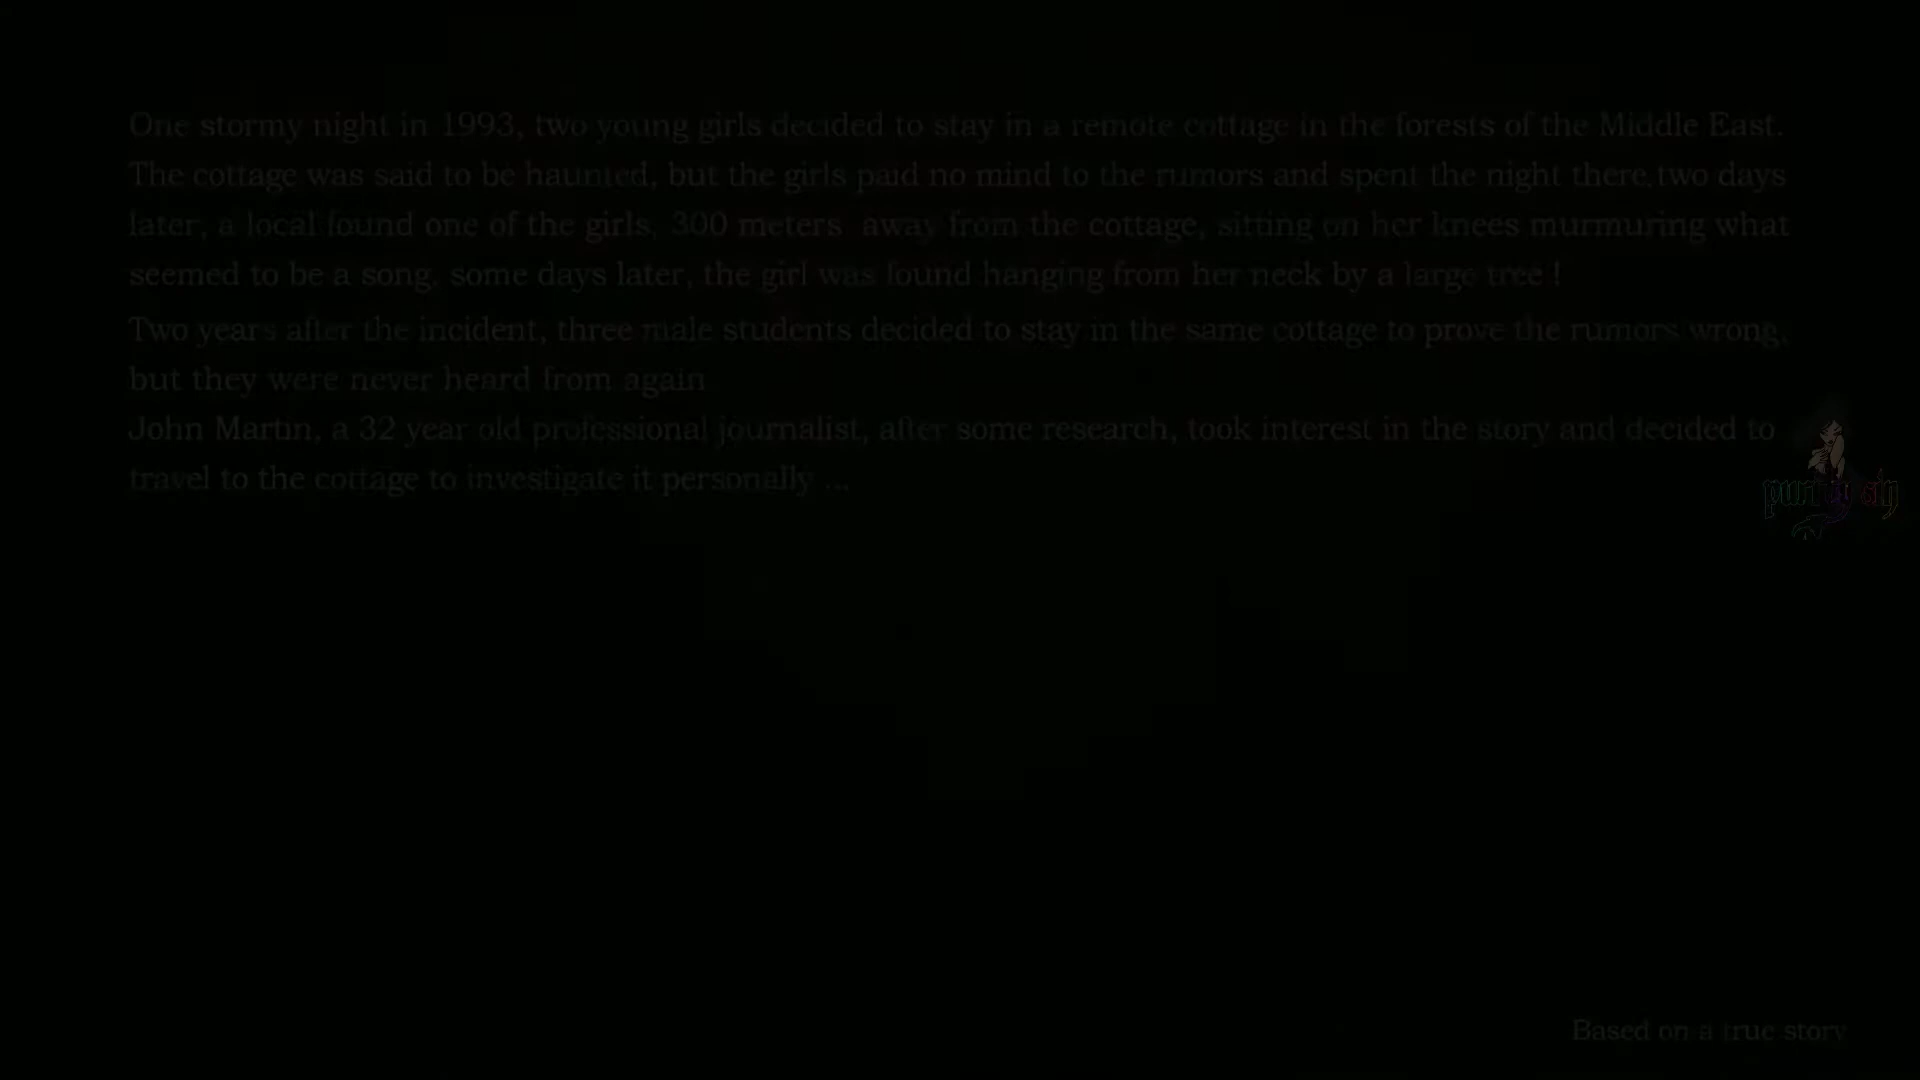 One stormy night in 1993, two young girls decided to stay in a remote cottage in the forests of the Middle East.
The cottage was said to be haunted, but the girls paid no mind to the rumors and spent the night there.two days
later, a local found one of the girls, 300 meters away from the cottage, sitting on her knees murmuring what
seemed to be a song, some days later, the girl was found hanging from her neck by a large tree !
Two years after the incident, three male students decided to stay in the same cottage to prove the rumors wrong,
but they were never heard from again
John Martin, a 32 year old professional journalist, after some research, took interest in the story and decided to
travel to the cottage to investigate it personally ...
Based on a true story